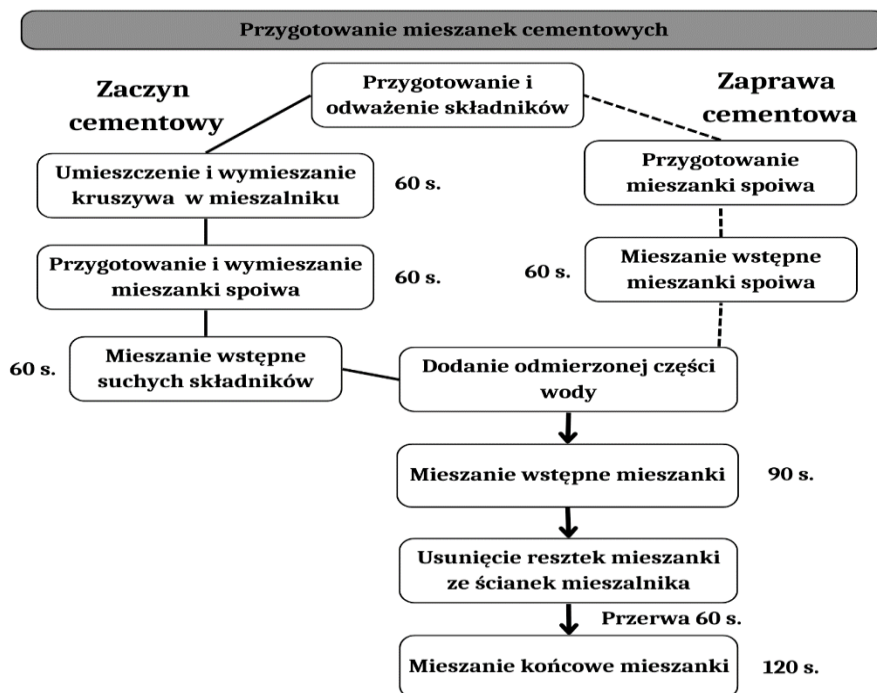 Przygotowanie mieszanek cementowych
Zaczyn
cementowy
Przygotowanie i
odważenie składników
Zaprawa
cementowa
Umieszczenie i wymieszanie
kruszywa w mieszalniku
60 s.
Przygotowanie
mieszanki spoiwa
Przygotowanie i wymieszanie
mieszanki spoiwa
60 s.
60 s.
Mieszanie wstępne
mieszanki spoiwa
60 s.
Mieszanie wstępne
suchych składników
Dodanie odmierzonej części
wody
Mieszanie wstępne mieszanki
90 s.
Usunięcie resztek mieszanki
ze ścianek mieszalnika
Przerwa 60 s.
Mieszanie końcowe mieszanki
120 s.